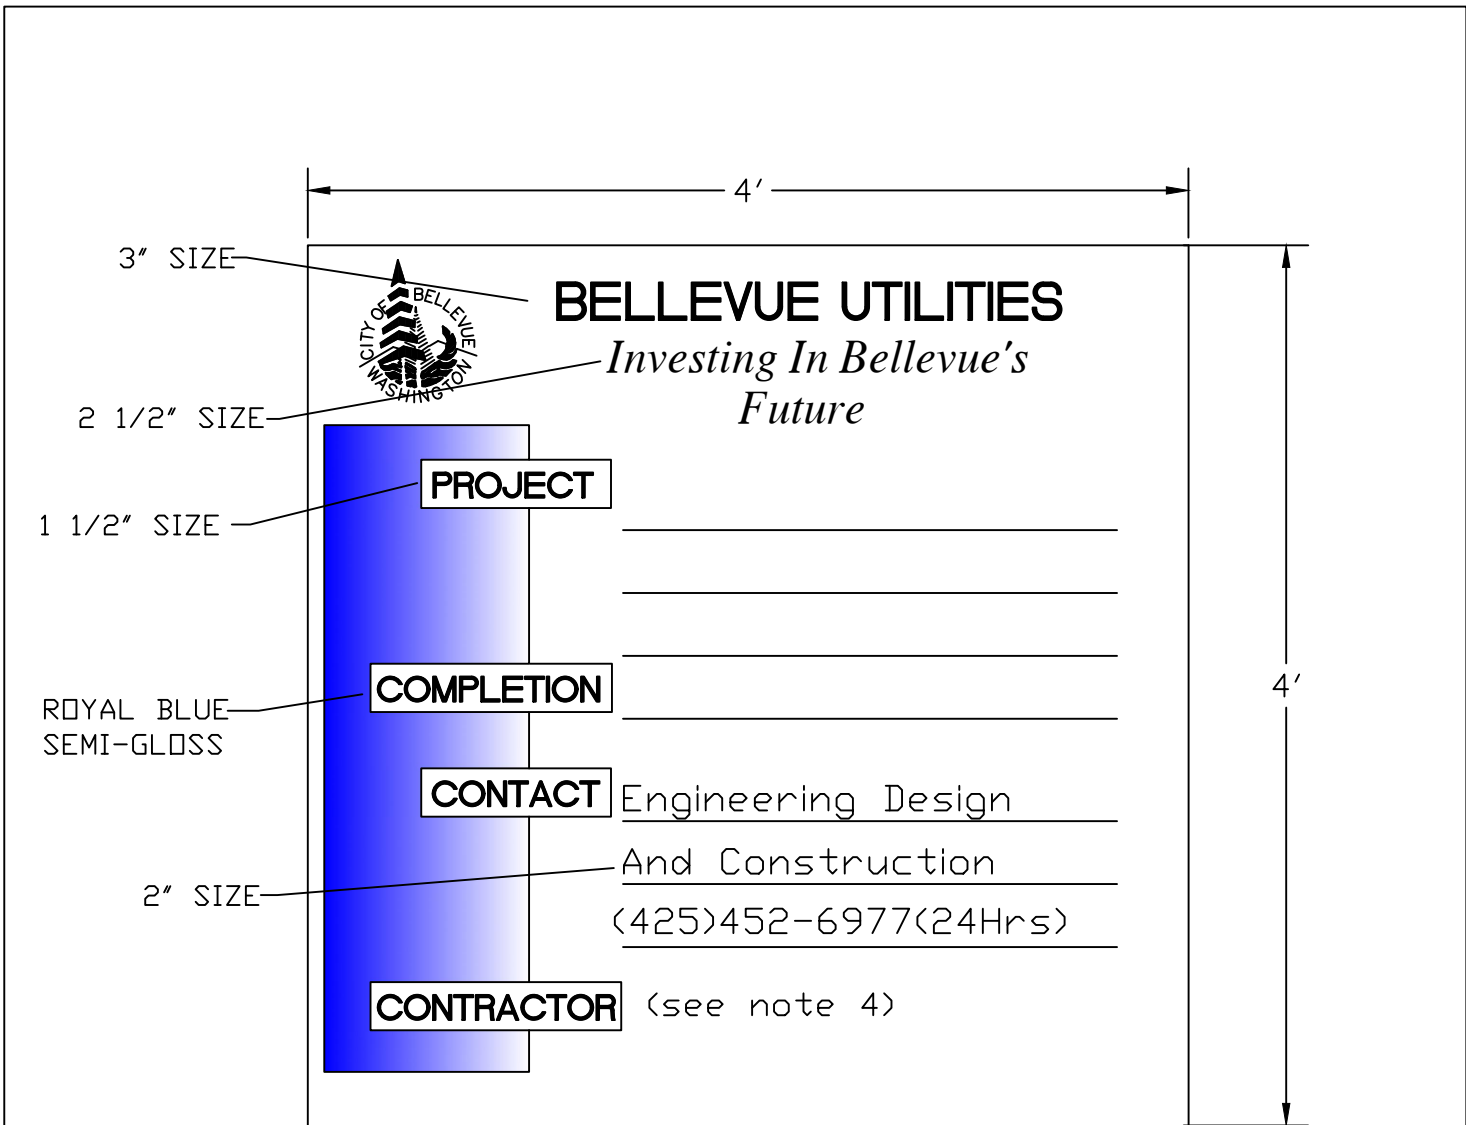 4'
3" SIZE
CITY OF BELLEVUE
WASHINGTON
BELLEVUE UTILITIES
Investing In Bellevue's
Future
2 1/2" SIZE
PROJECT
1 1/2" SIZE
COMPLETION
4'
ROYAL BLUE
SEMI-GLOSS
CONTACT
Engineering Design
And Construction
2" SIZE
(425)452-6977(24Hrs)
CONTRACTOR (see note 4)